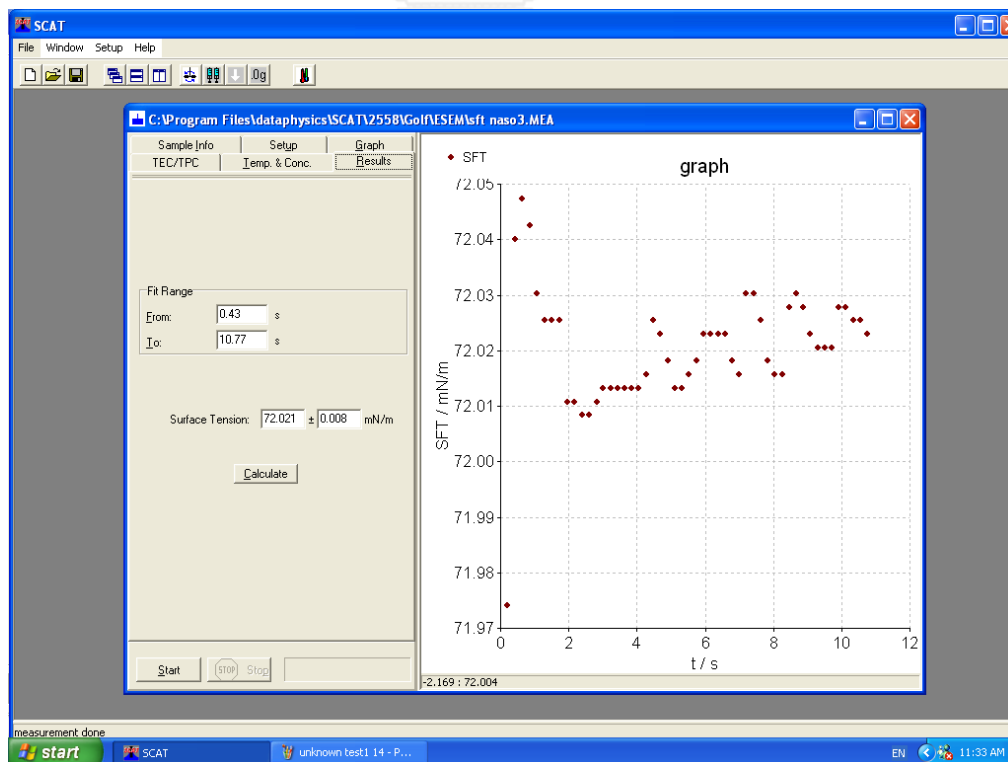 SCAT
File Window Setup Help
.0g
C:\Program Files\dataphysics\SCAT\2558\Golf\ESEM\sft naso3.MEA
Sample Info Setup Graph
TEC/TPC Temp. & Conc. Results
Fit Range
From: 0.43 s
To: 10.77 s
Surface Tension: 72.021 ± 0.008 mN/m
Calculate
Start STOP Stop
SFT
graph
72.05
72.04
72.03
72.02
72.01
72.00
71.99
71.98
71.97
SFT / mN/m
0 2 4 6 8 10 12
t / s
-2.169 : 72.004
measurement done
start SCAT unknown test1 14 - P... EN 11:33 AM